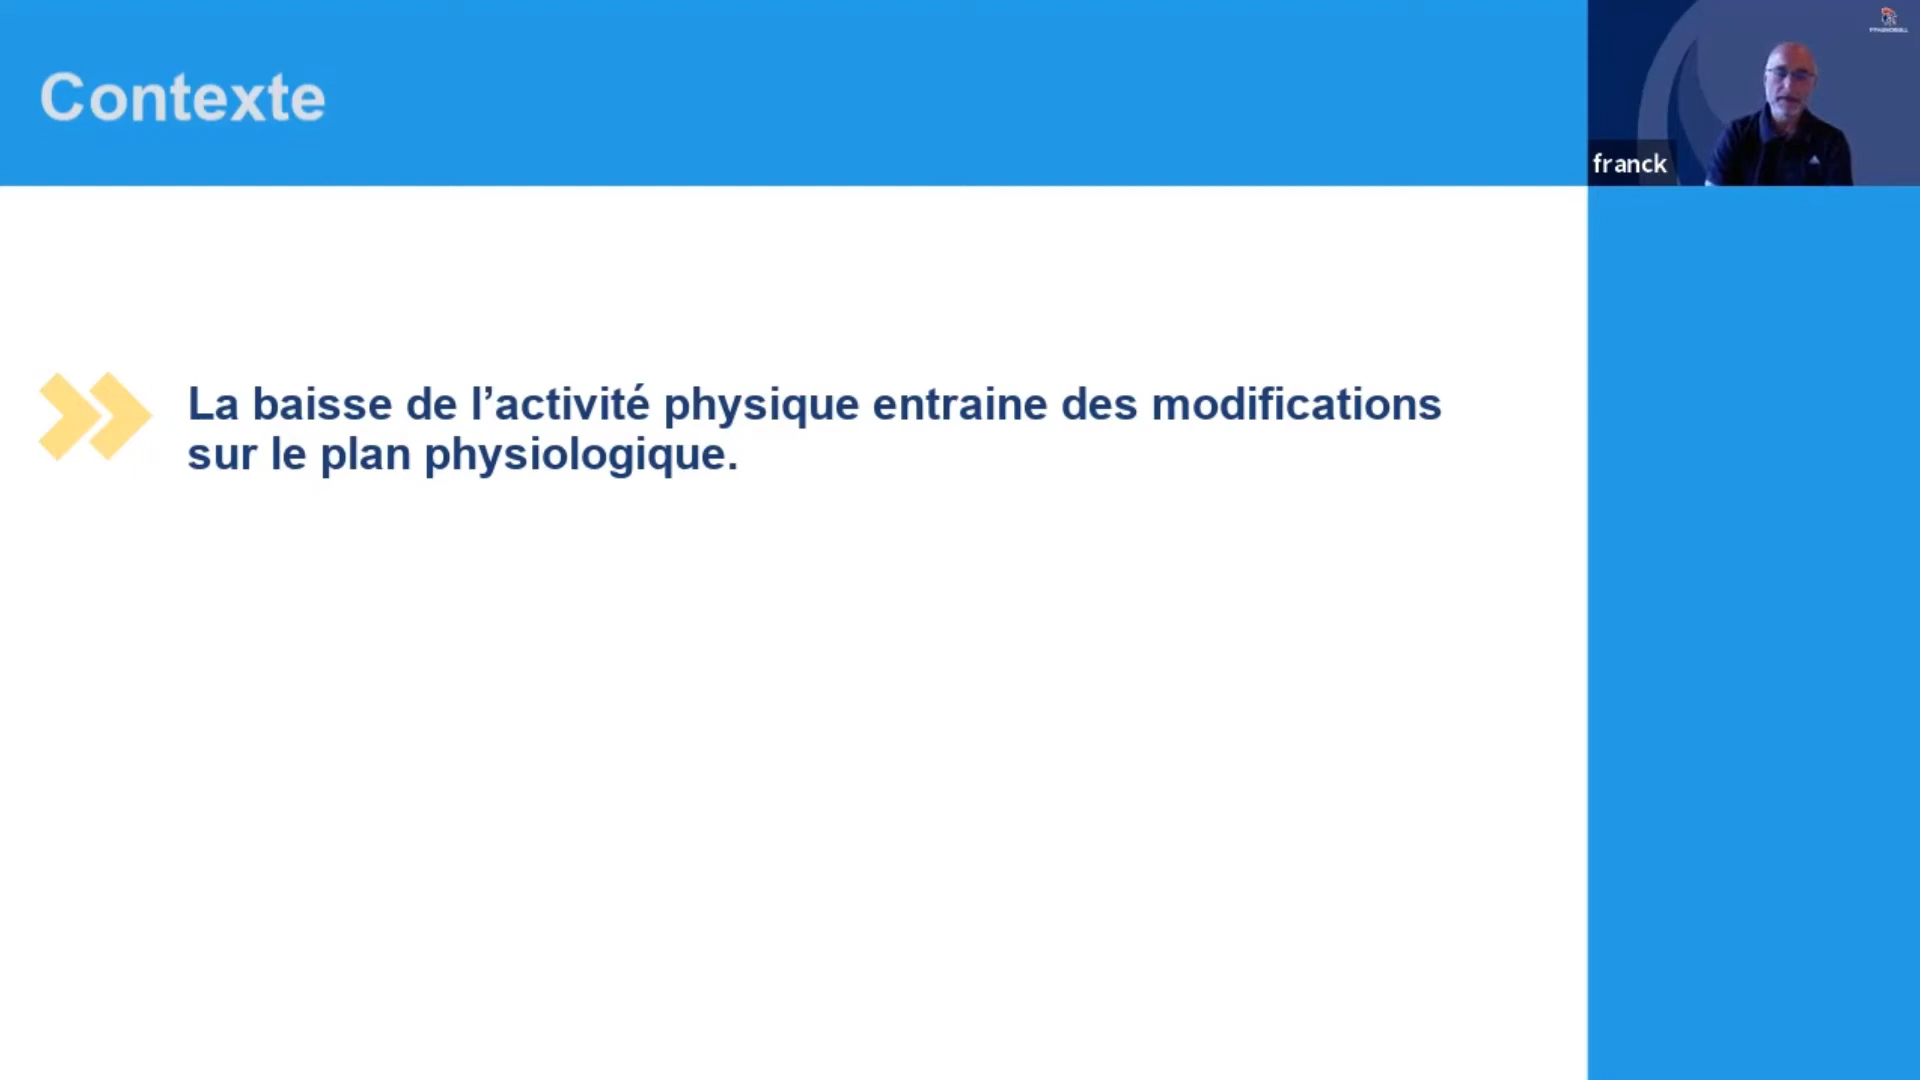 Contexte
franck
La baisse de l’activité physique entraine des modifications
sur le plan physiologique.